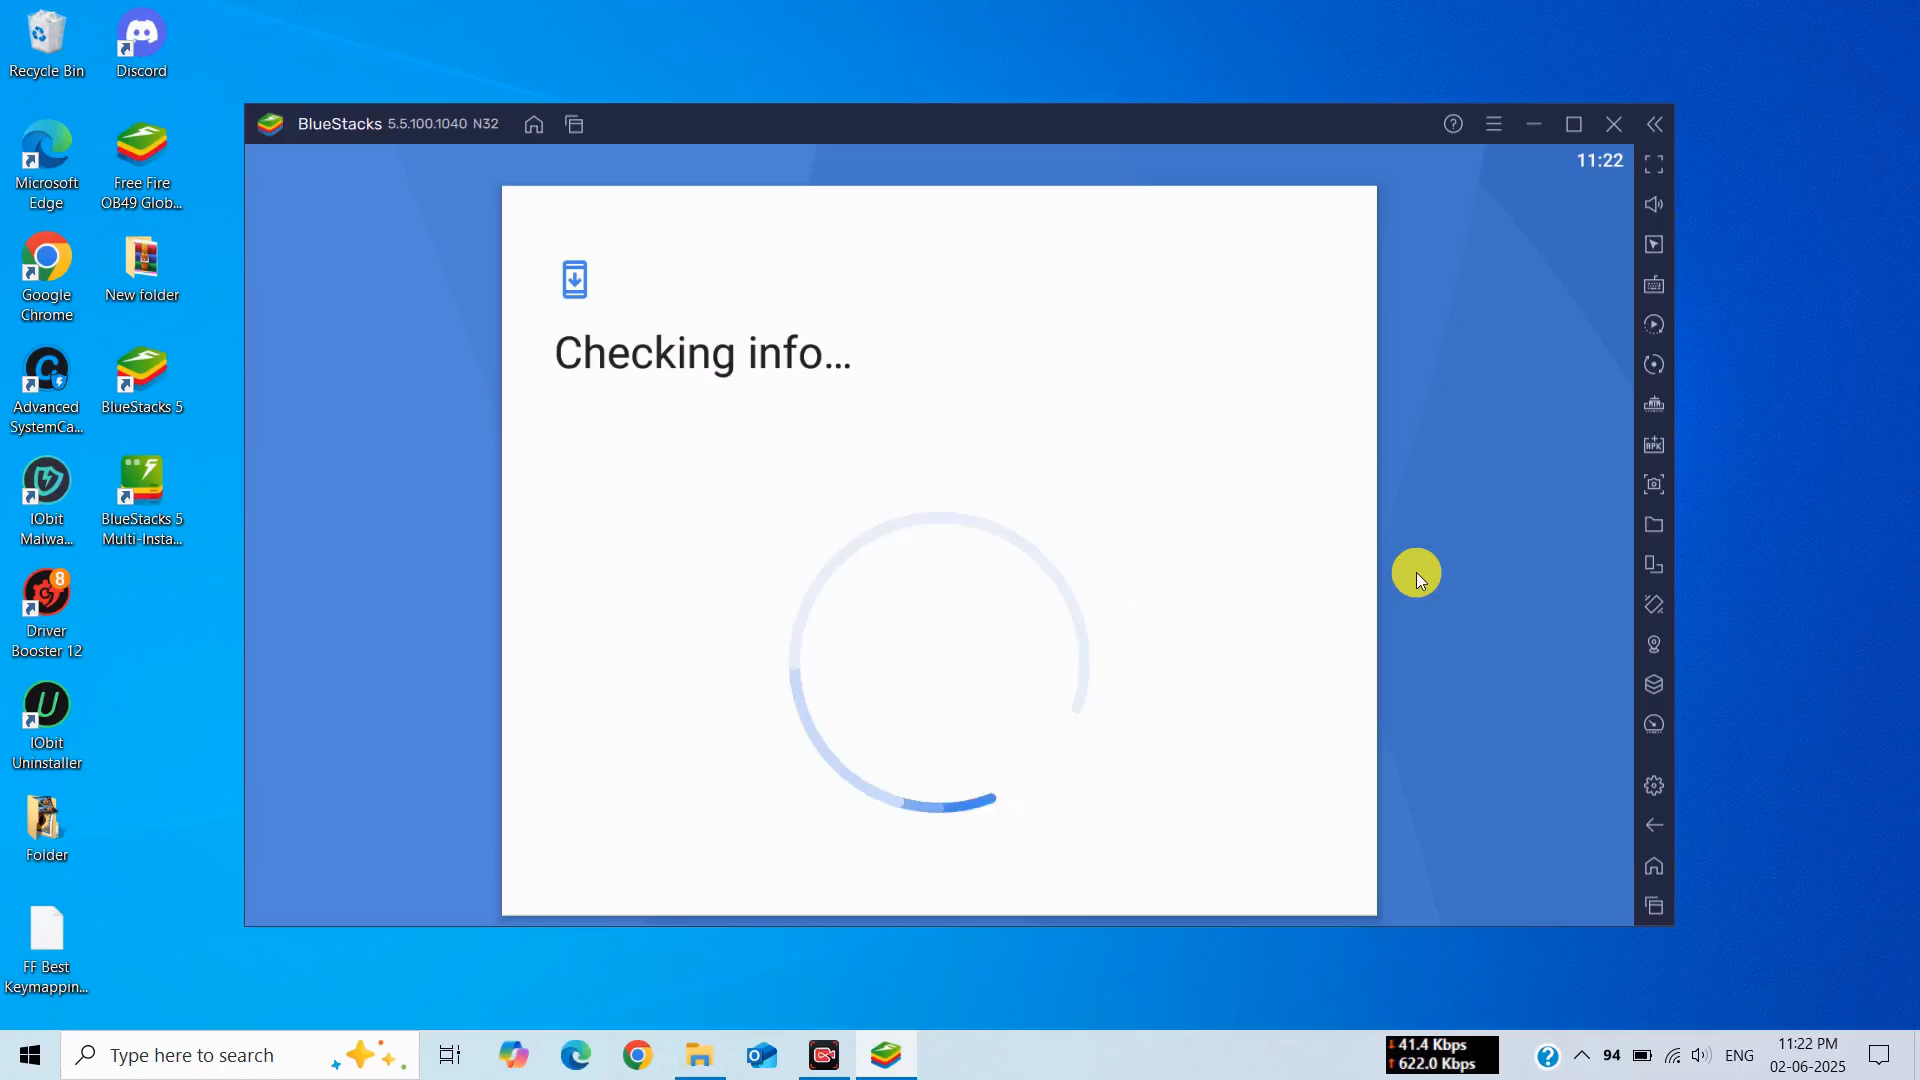 Recycle Bin
Discord
Microsoft
Edge
Free Fire
OB49 Glob...
Google
Chrome
New folder
Advanced
SystemCa...
BlueStacks 5
IObit
Malwa...
BlueStacks 5
Multi-Insta...
8
Driver
Booster 12
IObit
Uninstaller
Folder
FF Best
Keymappin...
BlueStacks 5.5.100.1040 N32
11:22
Checking info...
Type here to search
41.4 Kbps
622.0 Kbps
94
ENG
11:22 PM
02-06-2025